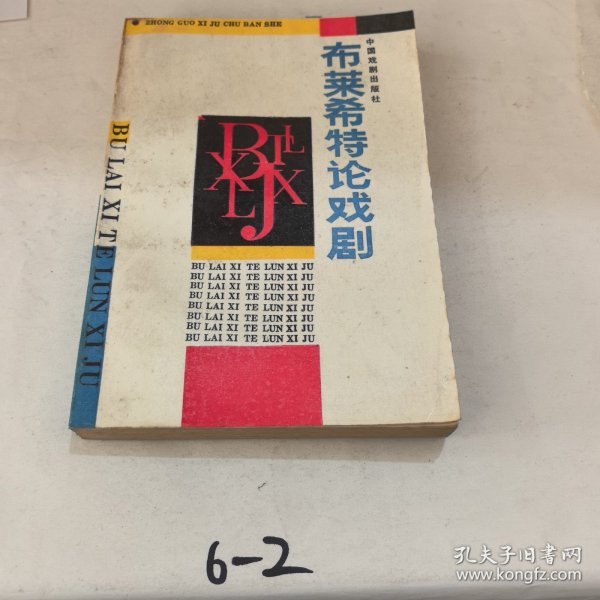 ZHONG GUO XI JU CHU BAN SHE
中国戏剧出版社
布莱希特论戏剧
BU LAI XI TE LUN XI JU
B T L
X L J X
BU LAI XI TE LUN XI JU
BU LAI XI TE LUN XI JU
BU LAI XI TE LUN XI JU
BU LAI XI TE LUN XI JU
BU LAI XI TE LUN XI JU
BU LAI XI TE LUN XI JU
BU LAI XI TE LUN XI JU
BU LAI XI TE LUN XI JU
6-2
孔夫子旧书网
www.kongfz.com